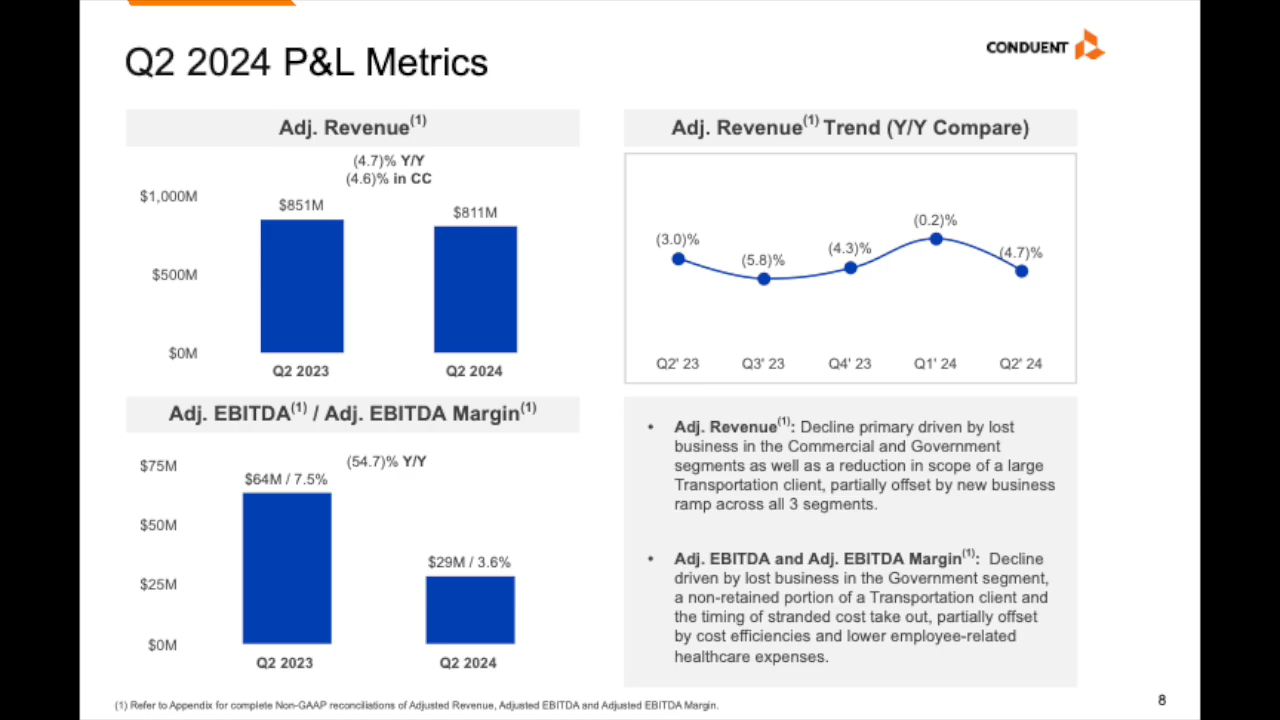 Q2 2024 P&L Metrics
CONDUENT
Adj. Revenue(1)
(4.7)% Y/Y
(4.6)% in CC
$1,000M
$500M
$0M
$851M
$811M
Q2 2023
Q2 2024
Adj. Revenue(1) Trend (Y/Y Compare)
(3.0)%
(5.8)%
(4.3)%
(0.2)%
(4.7)%
Q2' 23
Q3' 23
Q4' 23
Q1' 24
Q2' 24
Adj. EBITDA(1) / Adj. EBITDA Margin(1)
(54.7)% Y/Y
$75M
$50M
$25M
$0M
$64M / 7.5%
$29M / 3.6%
Q2 2023
Q2 2024
• Adj. Revenue(1): Decline primary driven by lost
business in the Commercial and Government
segments as well as a reduction in scope of a large
Transportation client, partially offset by new business
ramp across all 3 segments.
• Adj. EBITDA and Adj. EBITDA Margin(1): Decline
driven by lost business in the Government segment,
a non-retained portion of a Transportation client and
the timing of stranded cost take out, partially offset
by cost efficiencies and lower employee-related
healthcare expenses.
(1) Refer to Appendix for complete Non-GAAP reconciliations of Adjusted Revenue, Adjusted EBITDA and Adjusted EBITDA Margin.
8